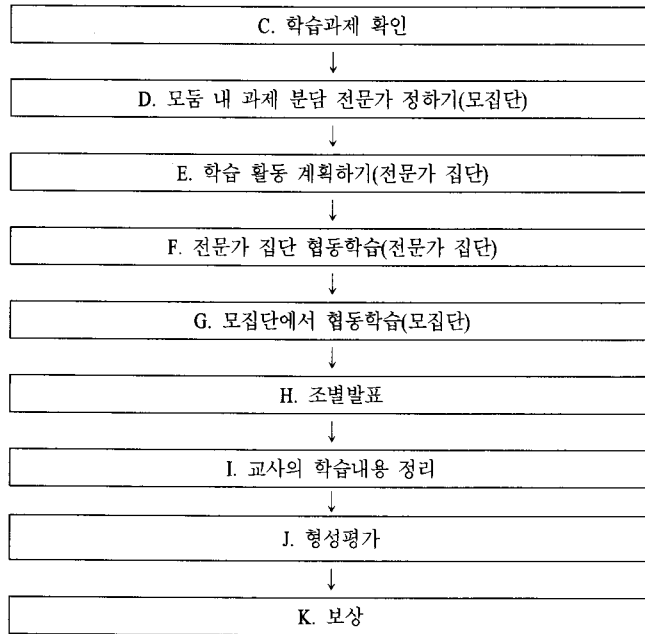 C. 학습과제 확인
↓
D. 모둠 내 과제 분담 전문가 정하기(모집단)
↓
E. 학습 활동 계획하기(전문가 집단)
↓
F. 전문가 집단 협동학습(전문가 집단)
↓
G. 모집단에서 협동학습(모집단)
↓
H. 조별발표
↓
I. 교사의 학습내용 정리
↓
J. 형성평가
↓
K. 보상